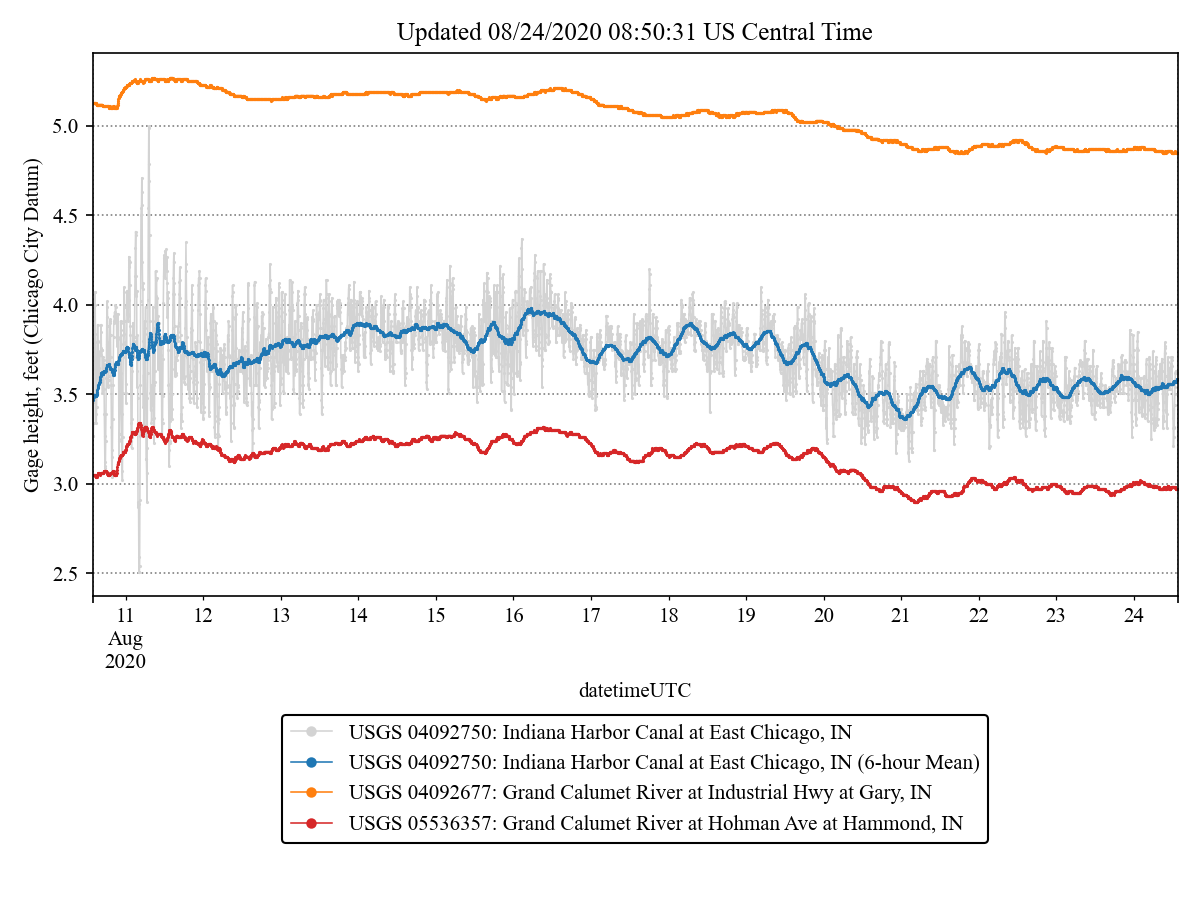 Updated 08/24/2020 08:50:31 US Central Time
Gage height, feet (Chicago City Datum)
5.0
4.5
4.0
3.5
3.0
2.5
11 12 13 14 15 16 17 18 19 20 21 22 23 24
Aug
2020
datetimeUTC
USGS 04092750: Indiana Harbor Canal at East Chicago, IN
USGS 04092750: Indiana Harbor Canal at East Chicago, IN (6-hour Mean)
USGS 04092677: Grand Calumet River at Industrial Hwy at Gary, IN
USGS 05536357: Grand Calumet River at Hohman Ave at Hammond, IN